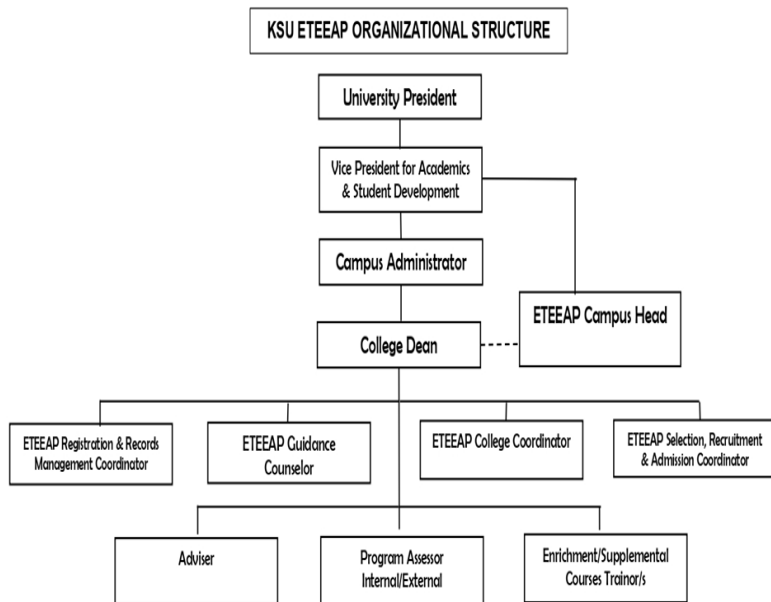 KSU ETEEAP ORGANIZATIONAL STRUCTURE
University President
Vice President for Academics
& Student Development
Campus Administrator
ETEEAP Campus Head
College Dean
ETEEAP Registration & Records
Management Coordinator
ETEEAP Guidance
Counselor
ETEEAP College Coordinator
ETEEAP Selection, Recruitment
& Admission Coordinator
Adviser
Program Assessor
Internal/External
Enrichment/Supplemental
Courses Trainor/s